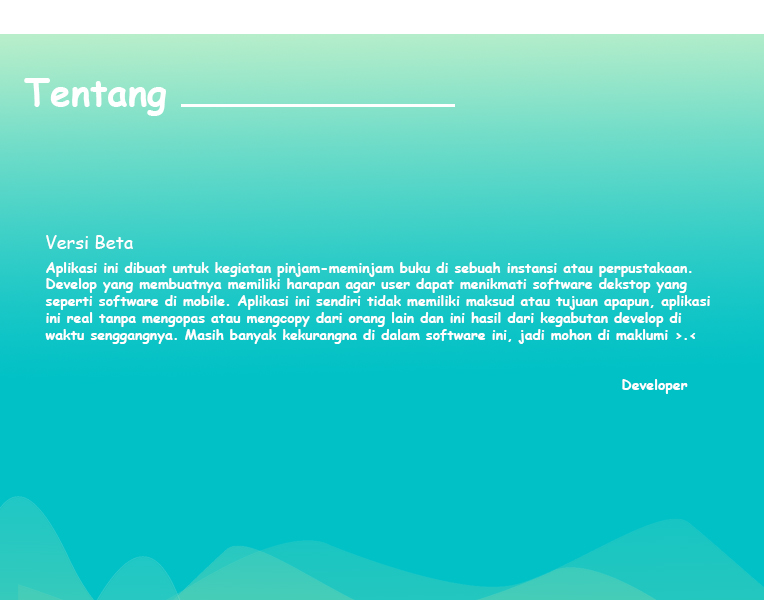 Tentang
Versi Beta
Aplikasi ini dibuat untuk kegiatan pinjam-meminjam buku di sebuah instansi atau perpustakaan.
Develop yang membuatnya memiliki harapan agar user dapat menikmati software dekstop yang
seperti software di mobile. Aplikasi ini sendiri tidak memiliki maksud atau tujuan apapun, aplikasi
ini real tanpa mengopas atau mengcopy dari orang lain dan ini hasil dari kegabutan develop di
waktu senggangnya. Masih banyak kekurangna di dalam software ini, jadi mohon di maklumi >.<
Developer